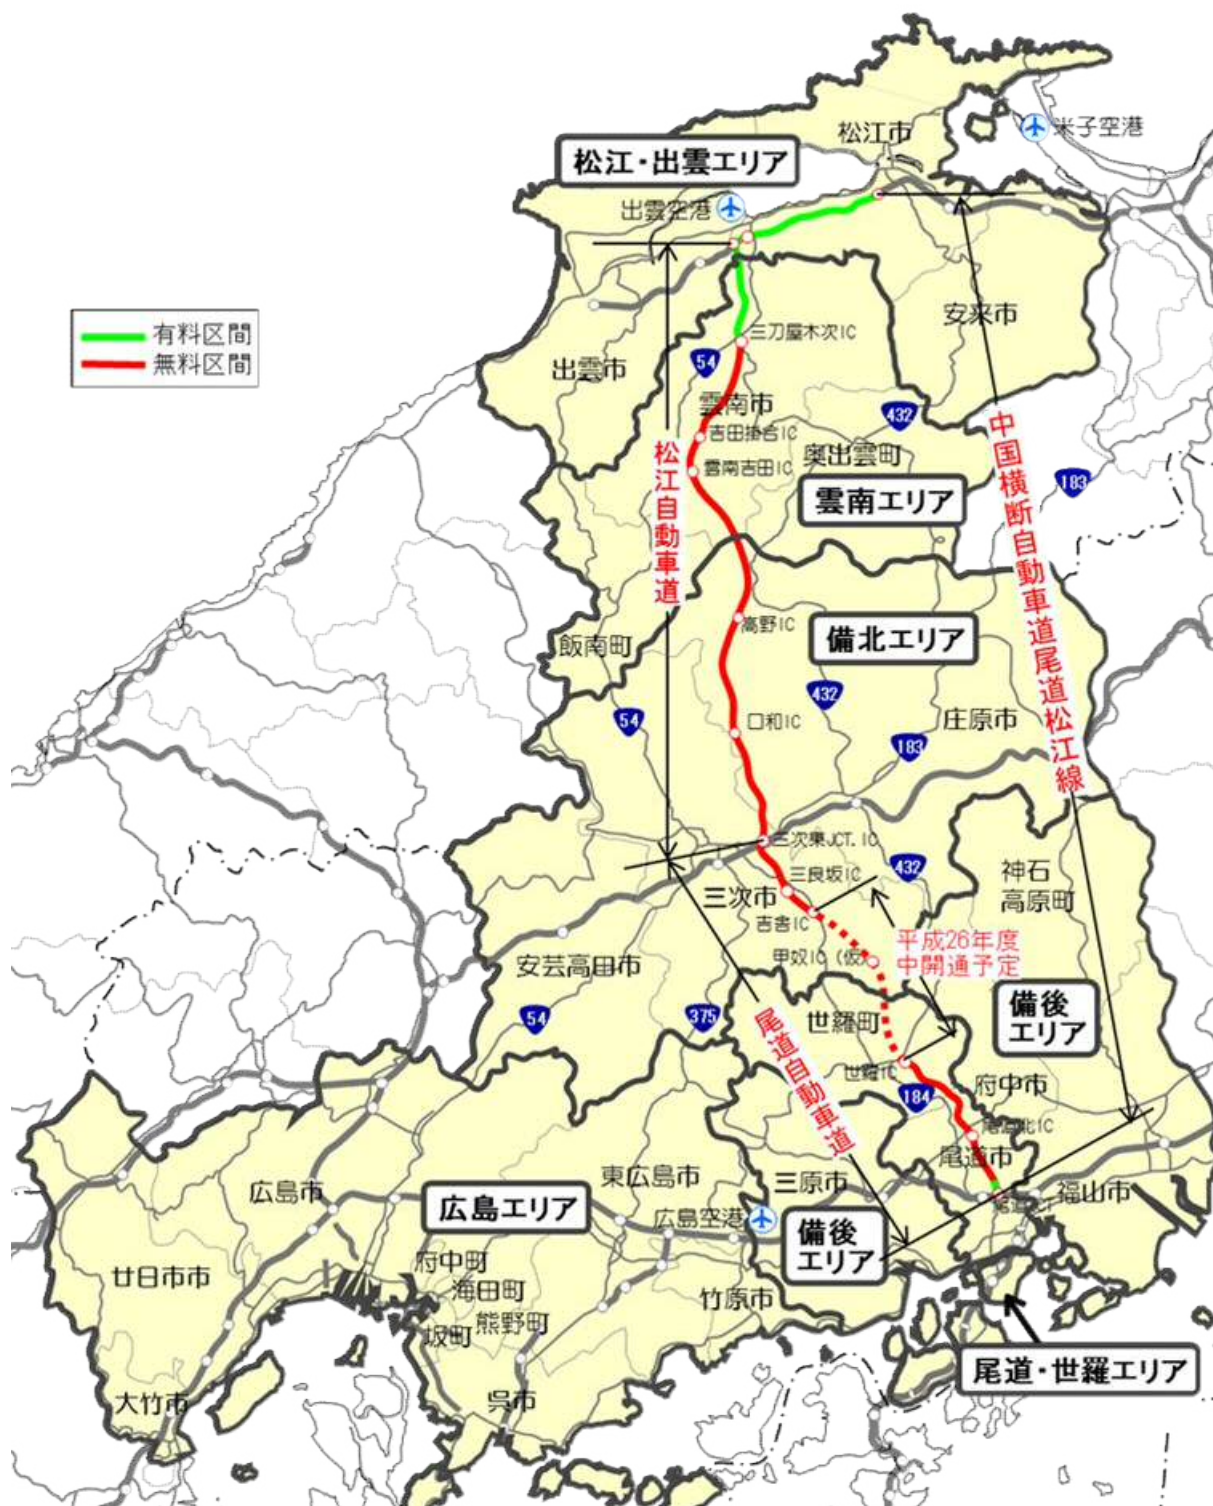 松江市
米子空港
松江・出雲エリア
出雲空港
有料区間
無料区間
安来市
三刀屋木次IC
54
出雲市
雲南市
432
吉田掛合IC
奥出雲町
雲南吉田IC
183
雲南エリア
松江自動車道
中国横断自動車道尾道松江線
高野IC
備北エリア
飯南町
432
54
口和IC
庄原市
183
三次東JCT.IC
432
三良坂IC
神石
高原町
三次市
吉舎IC
平成26年度
中開通予定
甲奴IC(仮)
安芸高田市
備後
エリア
54
375
世羅町
尾道自動車道
世羅IC
184
府中市
尾道北IC
尾道市
東広島市
三原市
広島市
広島エリア
福山市
尾道JCT
広島空港
備後
エリア
府中町
廿日市市
海田町
竹原市
熊野町
坂町
尾道・世羅エリア
大竹市
呉市